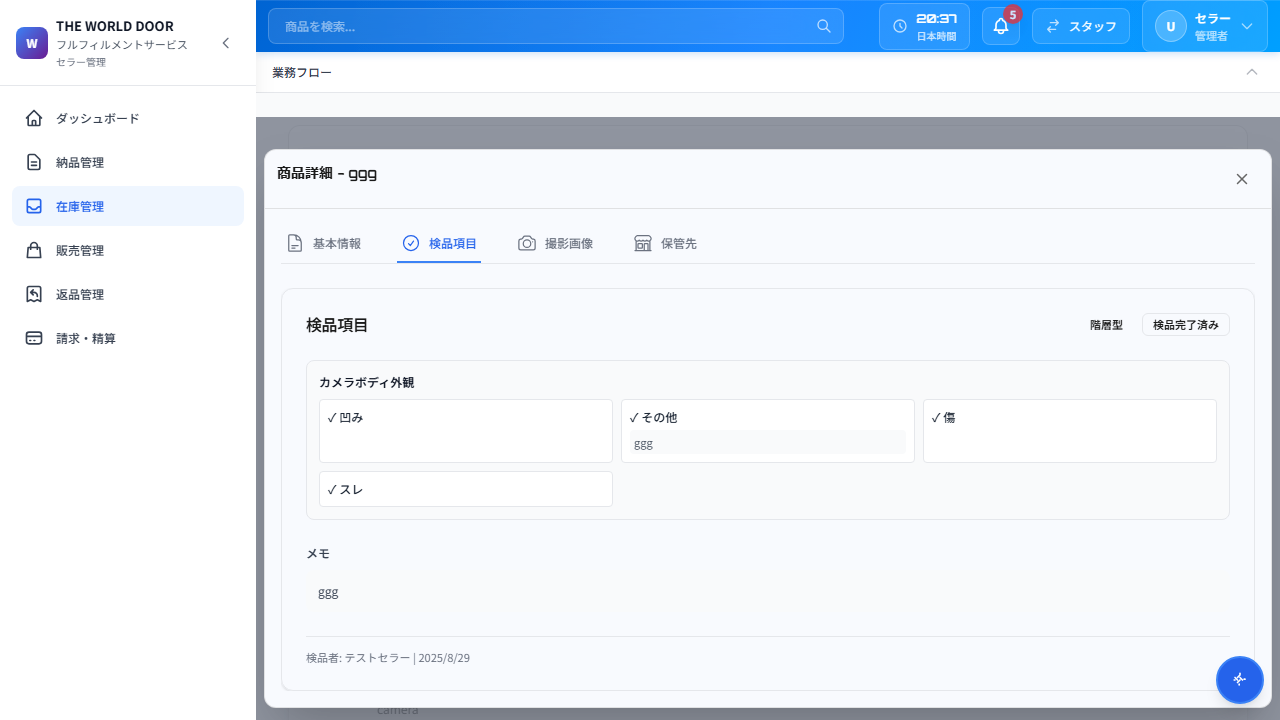 W
THE WORLD DOOR
フルフィルメントサービス
セラー管理
ダッシュボード
納品管理
在庫管理
販売管理
返品管理
請求・精算
商品を検索...
20:37
日本時間
5
スタッフ
U
セラー
管理者
業務フロー
商品詳細 - ggg
基本情報
検品項目
撮影画像
保管先
検品項目
階層型
検品完了済み
カメラボディ外観
✓ 凹み
✓ その他
ggg
✓ 傷
✓ スレ
メモ
ggg
検品者: テストセラー | 2025/8/29
camera